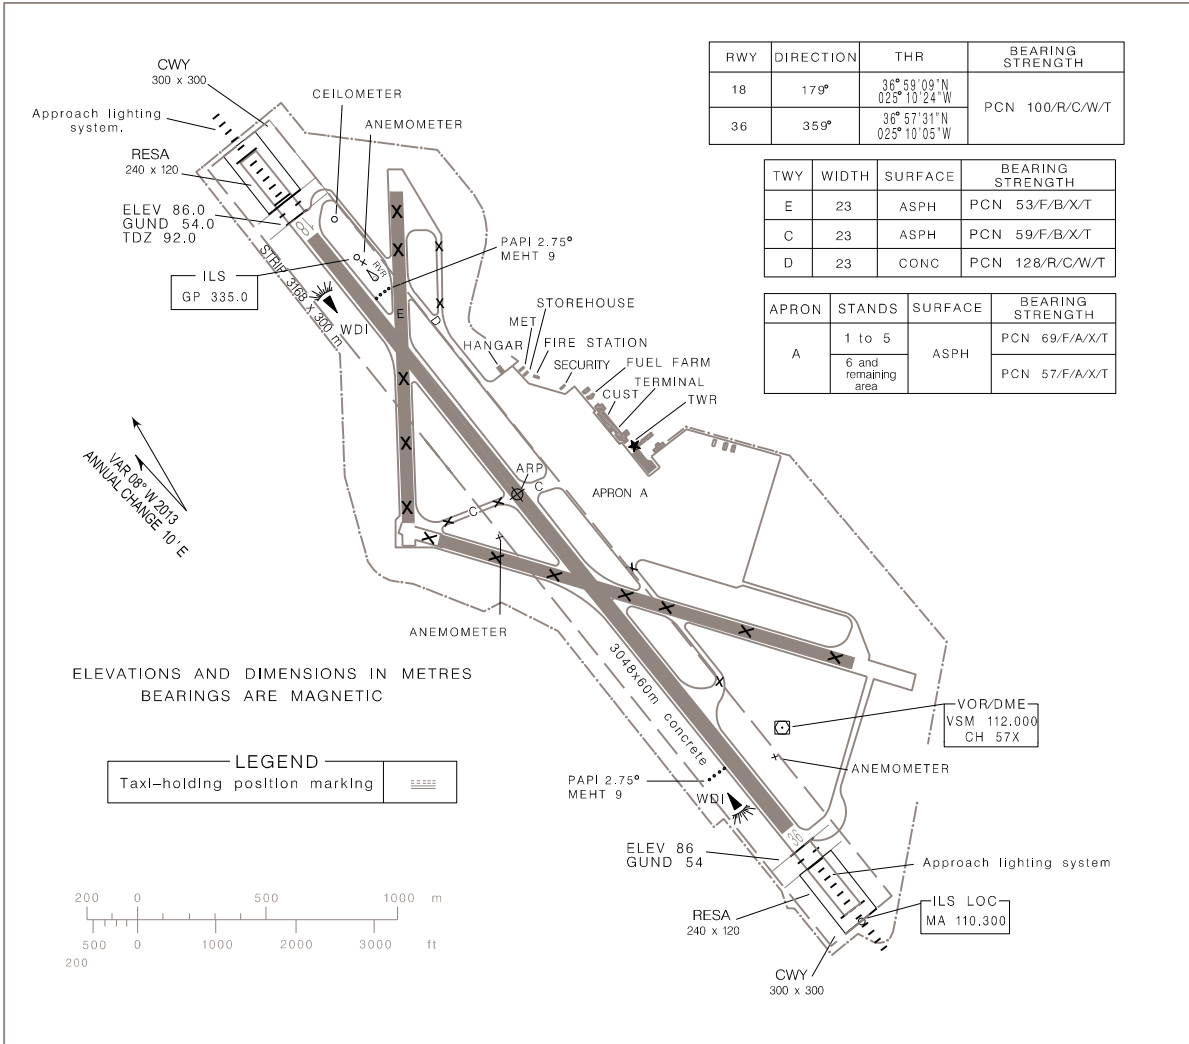 CWY
300 x 300
CEILOMETER
Approach lighting
system.
ANEMOMETER
RESA
240 x 120
ELEV 86.0
GUND 54.0
TDZ 92.0
18
STRIP 3168 x 300 m.
RVR
PAPI 2.75°
MEHT 9
ILS
GP 335.0
WDI
E
D
STOREHOUSE
MET
HANGAR
FIRE STATION
SECURITY
FUEL FARM
TERMINAL
CUST
TWR
RWY DIRECTION THR BEARING STRENGTH
18 179° 36° 59'09"N 025° 10'24"W PCN 100/R/C/W/T
36 359° 36° 57'31"N 025° 10'05"W
TWY WIDTH SURFACE BEARING STRENGTH
E 23 ASPH PCN 53/F/B/X/T
C 23 ASPH PCN 59/F/B/X/T
D 23 CONC PCN 128/R/C/W/T
APRON STANDS SURFACE BEARING STRENGTH
A 1 to 5 ASPH PCN 69/F/A/X/T
6 and remaining area PCN 57/F/A/X/T
VAR 08° W 2013
ANNUAL CHANGE 10'E
ARP
C
C
APRON A
ANEMOMETER
ELEVATIONS AND DIMENSIONS IN METRES
BEARINGS ARE MAGNETIC
3048x60m concrete
VOR/DME
VSM 112.000
CH 57X
LEGEND
Taxi-holding position marking
PAPI 2.75°
MEHT 9
WDI
ANEMOMETER
36
ELEV 86
GUND 54
Approach lighting system
ILS LOC
MA 110.300
RESA
240 x 120
CWY
300 x 300
200 0 500 1000 m
500 0 1000 2000 3000 ft
200